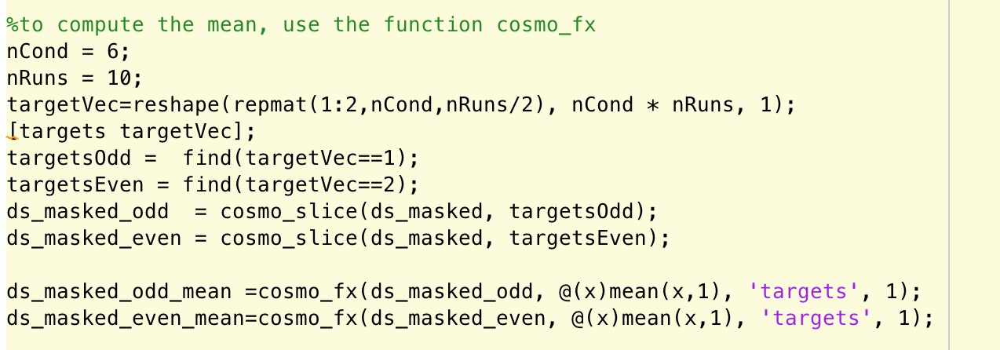 %to compute the mean, use the function cosmo_fx
nCond = 6;
nRuns = 10;
targetVec=reshape(repmat(1:2,nCond,nRuns/2), nCond * nRuns, 1);
[targets targetVec];
targetsOdd =  find(targetVec==1);
targetsEven = find(targetVec==2);
ds_masked_odd  = cosmo_slice(ds_masked, targetsOdd);
ds_masked_even = cosmo_slice(ds_masked, targetsEven);
ds_masked_odd_mean =cosmo_fx(ds_masked_odd, @(x)mean(x,1), 'targets', 1);
ds_masked_even_mean=cosmo_fx(ds_masked_even, @(x)mean(x,1), 'targets', 1);